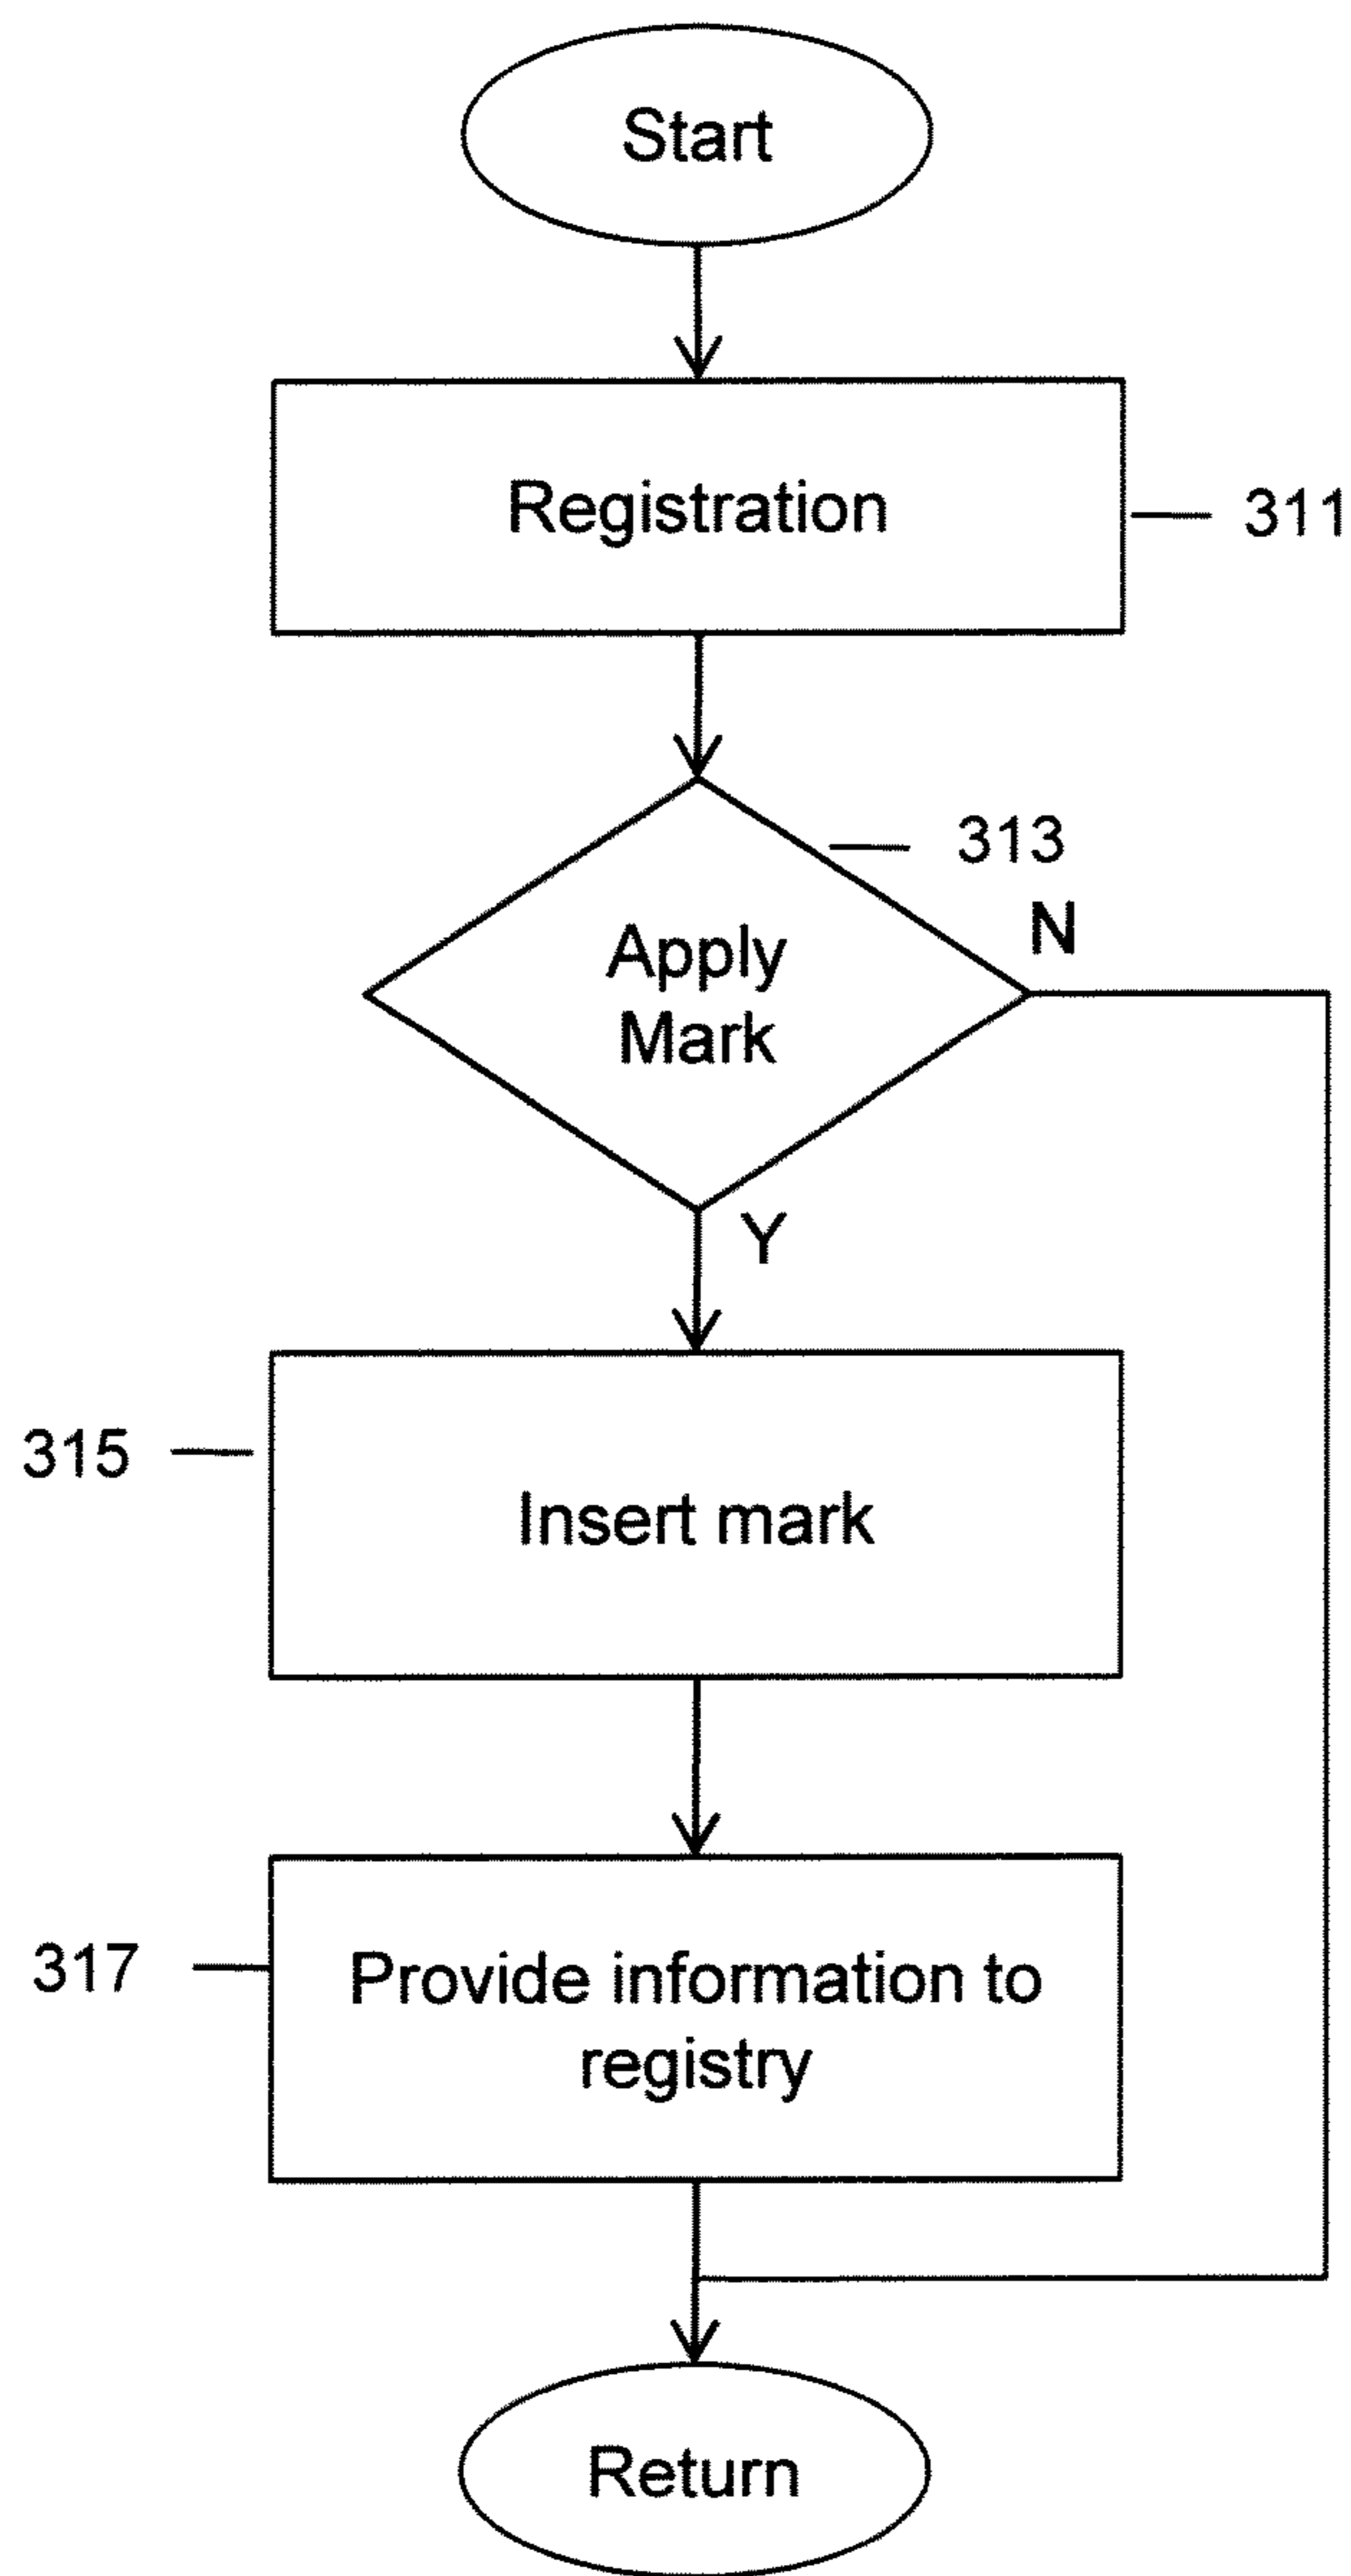 Start
Registration
311
313
N
Apply
Mark
Y
315
Insert mark
317
Provide information to
registry
Return